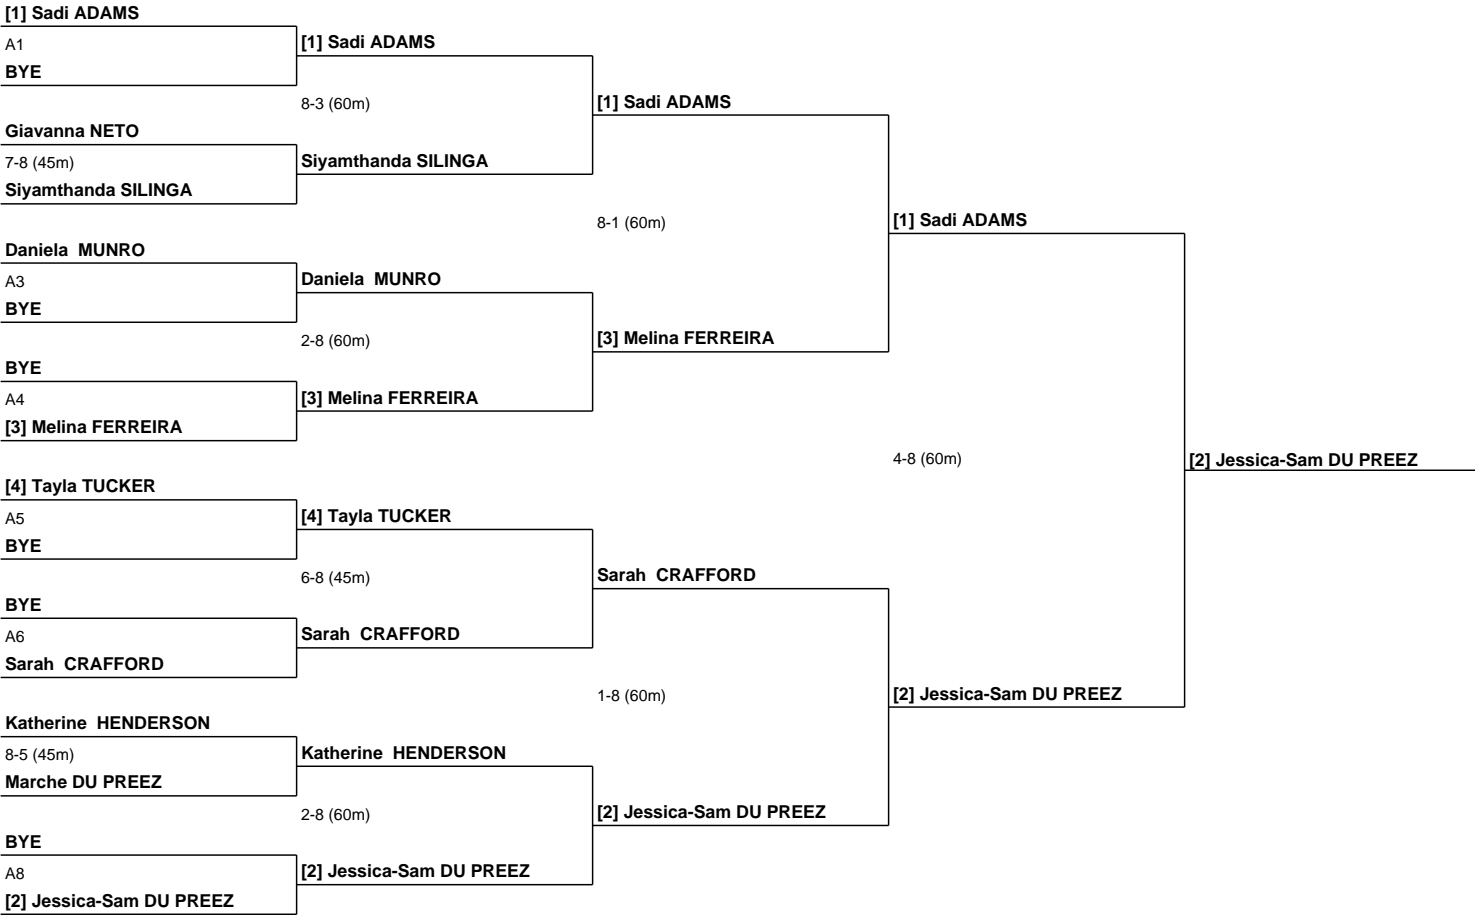 [1] Sadi ADAMS
A1
BYE
Giavanna NETO
7-8 (45m)
Siyamthanda SILINGA
Daniela MUNRO
A3
BYE
BYE
A4
[3] Melina FERREIRA
[4] Tayla TUCKER
A5
BYE
BYE
A6
Sarah CRAFFORD
Katherine HENDERSON
8-5 (45m)
Marche DU PREEZ
BYE
A8
[2] Jessica-Sam DU PREEZ
[1] Sadi ADAMS
8-3 (60m)
Siyamthanda SILINGA
Daniela MUNRO
2-8 (60m)
[3] Melina FERREIRA
[4] Tayla TUCKER
6-8 (45m)
Sarah CRAFFORD
Katherine HENDERSON
2-8 (60m)
[2] Jessica-Sam DU PREEZ
[1] Sadi ADAMS
8-1 (60m)
[3] Melina FERREIRA
Sarah CRAFFORD
1-8 (60m)
[2] Jessica-Sam DU PREEZ
[1] Sadi ADAMS
4-8 (60m)
[2] Jessica-Sam DU PREEZ
[2] Jessica-Sam DU PREEZ